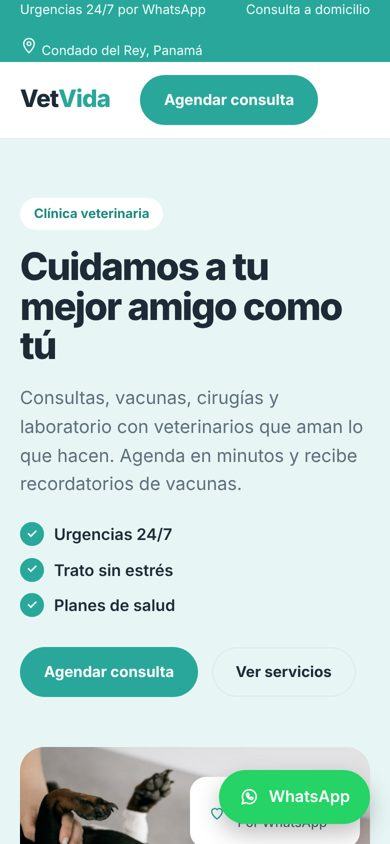 Urgencias 24/7 por WhatsApp Consulta a domicilio
Condado del Rey, Panamá
VetVida Agendar consulta
Clínica veterinaria
Cuidamos a tu
mejor amigo como
tú
Consultas, vacunas, cirugías y
laboratorio con veterinarios que aman lo
que hacen. Agenda en minutos y recibe
recordatorios de vacunas.
Urgencias 24/7
Trato sin estrés
Planes de salud
Agendar consulta Ver servicios
WhatsApp
Por WhatsApp